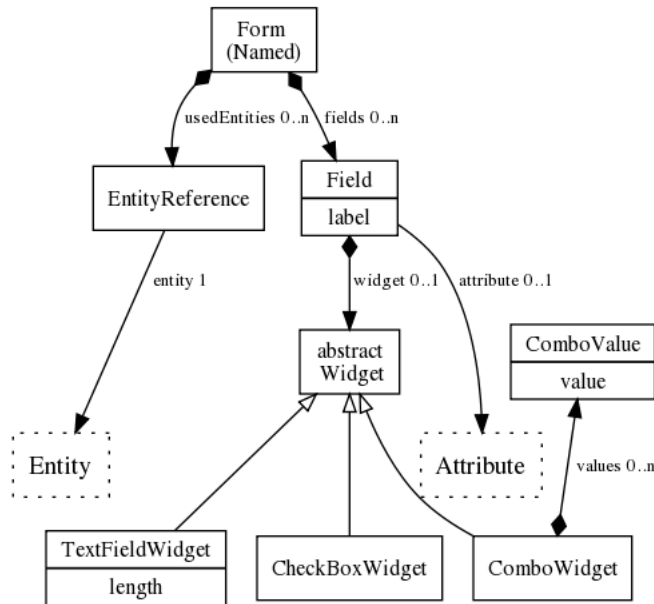 Form
(Named)
usedEntities 0..n
fields 0..n
EntityReference
Field
label
entity 1
widget 0..1
attribute 0..1
abstract
Widget
ComboValue
value
Entity
Attribute
values 0..n
TextFieldWidget
length
CheckBoxWidget
ComboWidget